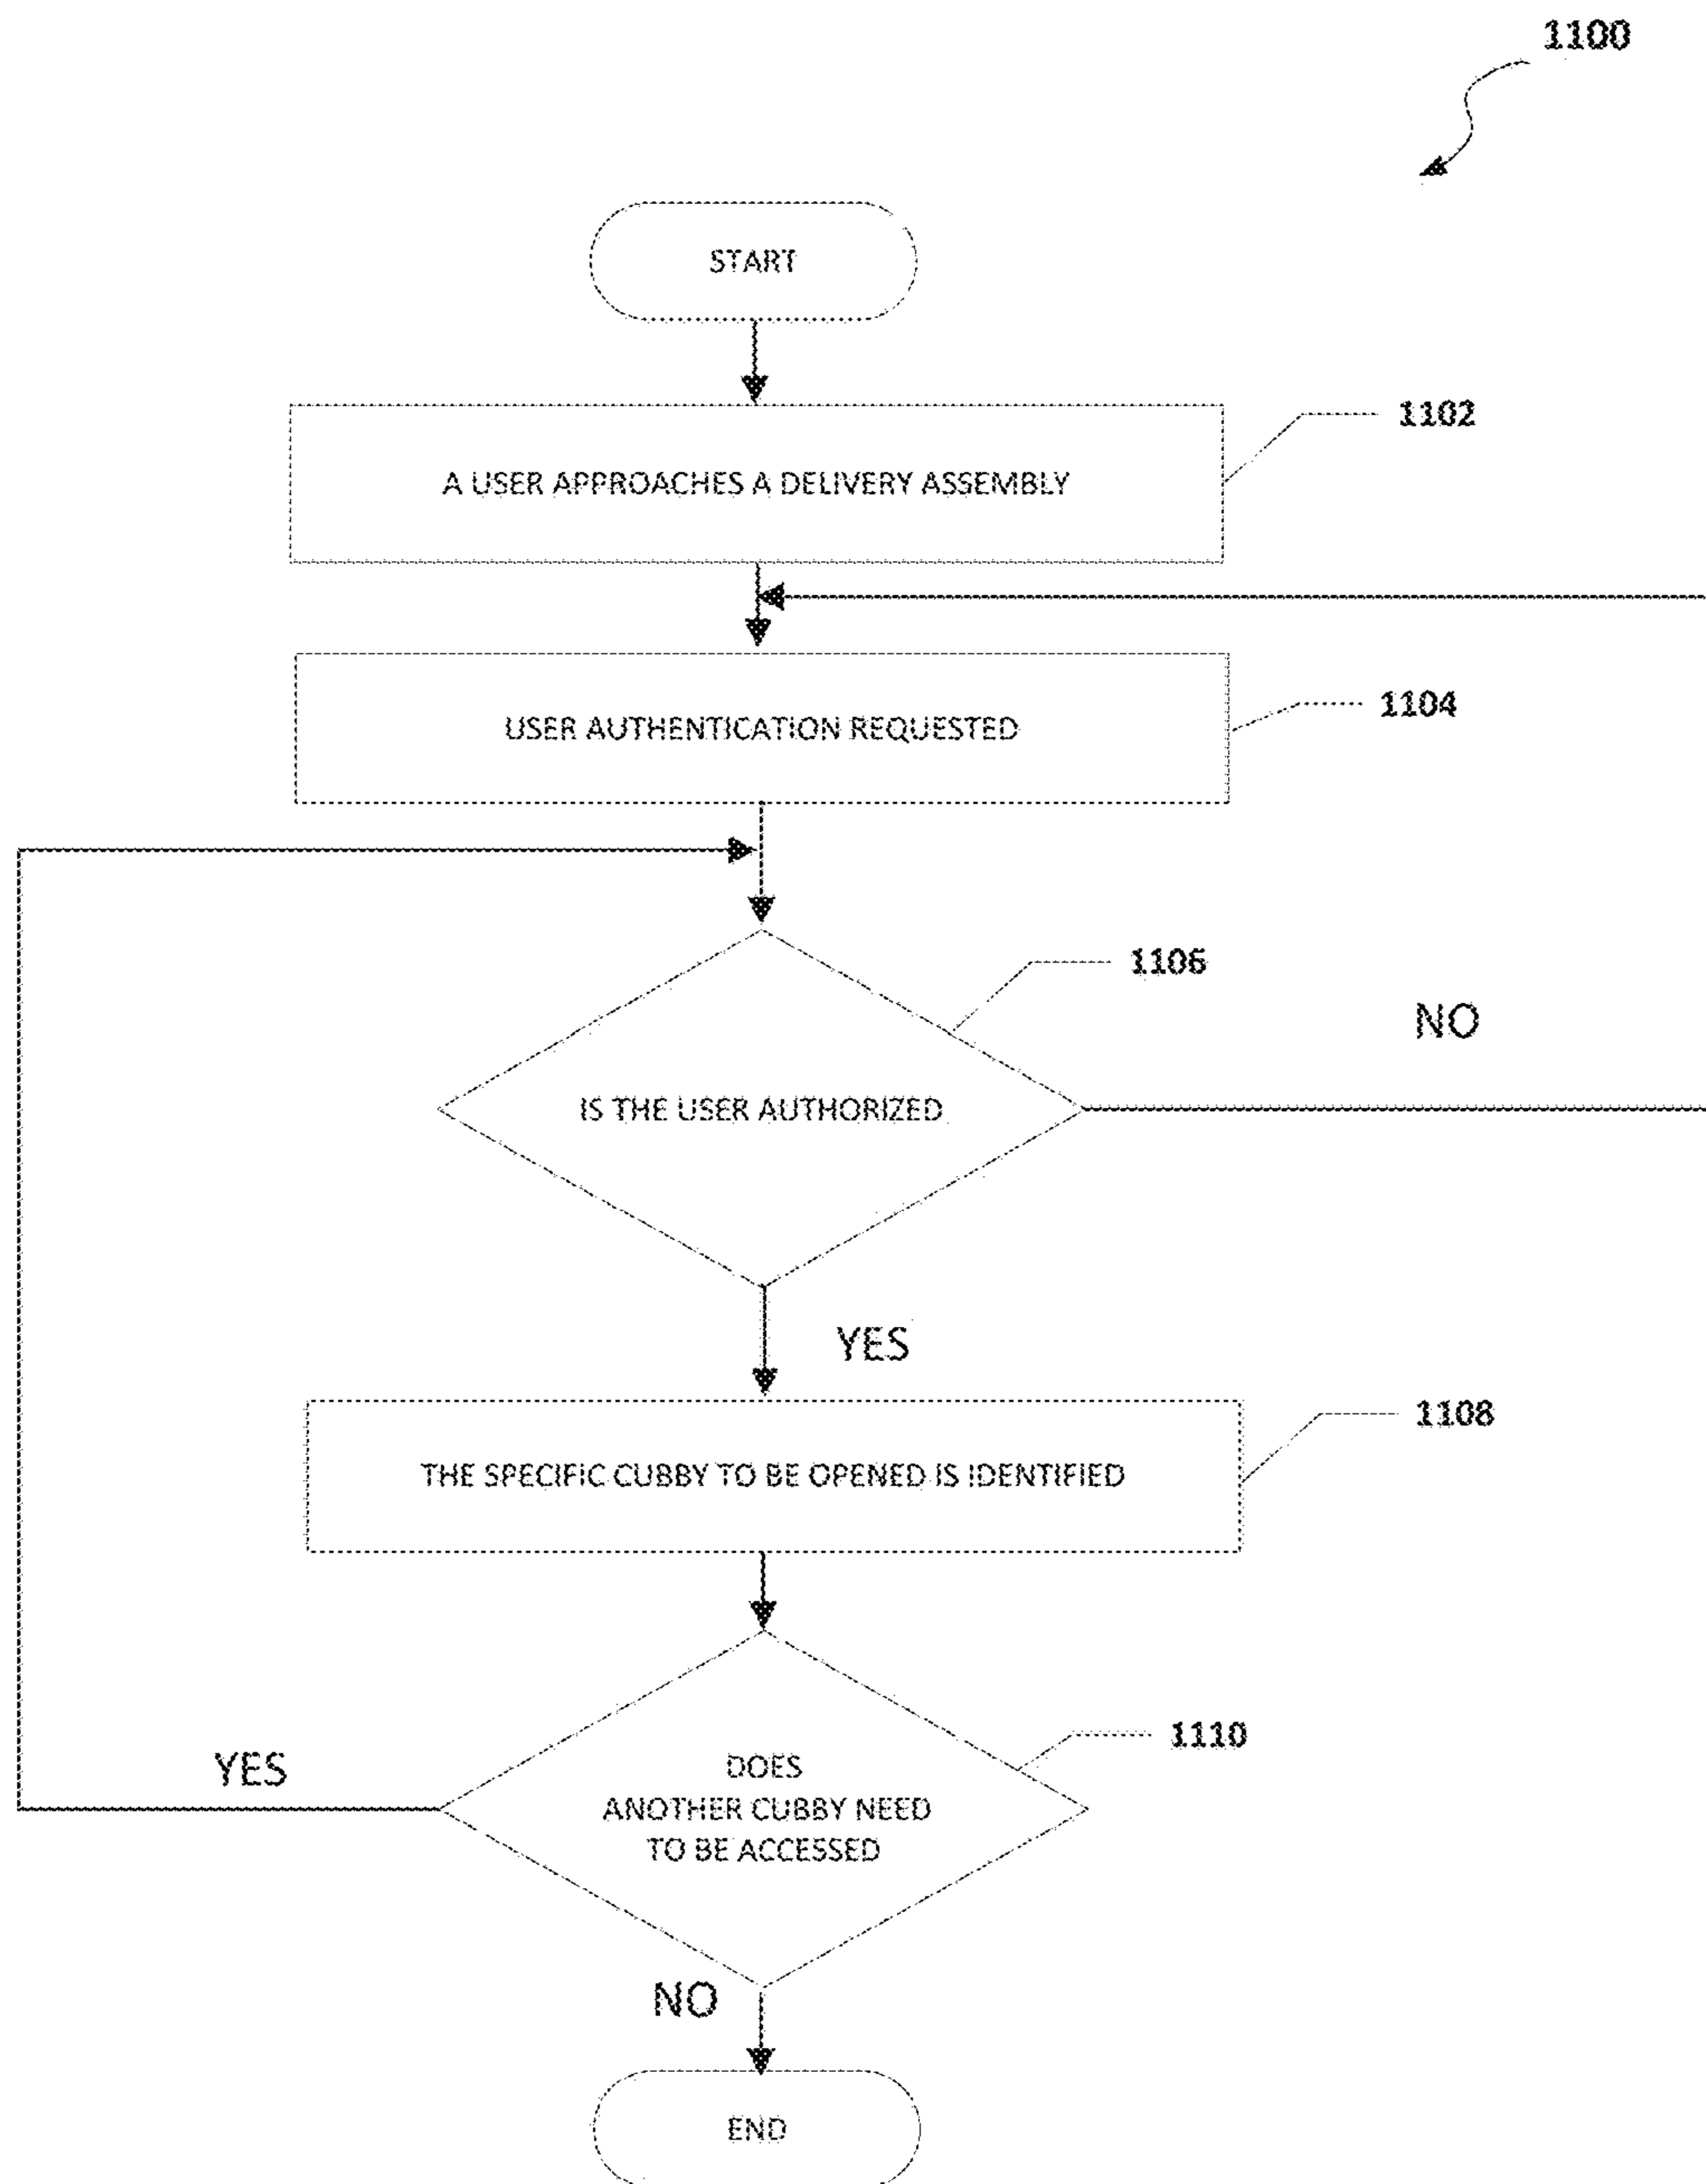 1100
START
A USER APPROACHES A DELIVERY ASSEMBLY
1102
USER AUTHENTICATION REQUESTED
1104
1106
NO
IS THE USER AUTHORIZED
YES
THE SPECIFIC CUBBY TO BE OPENED IS IDENTIFIED
1108
1110
YES
DOES
ANOTHER CUBBY NEED
TO BE ACCESSED
NO
END